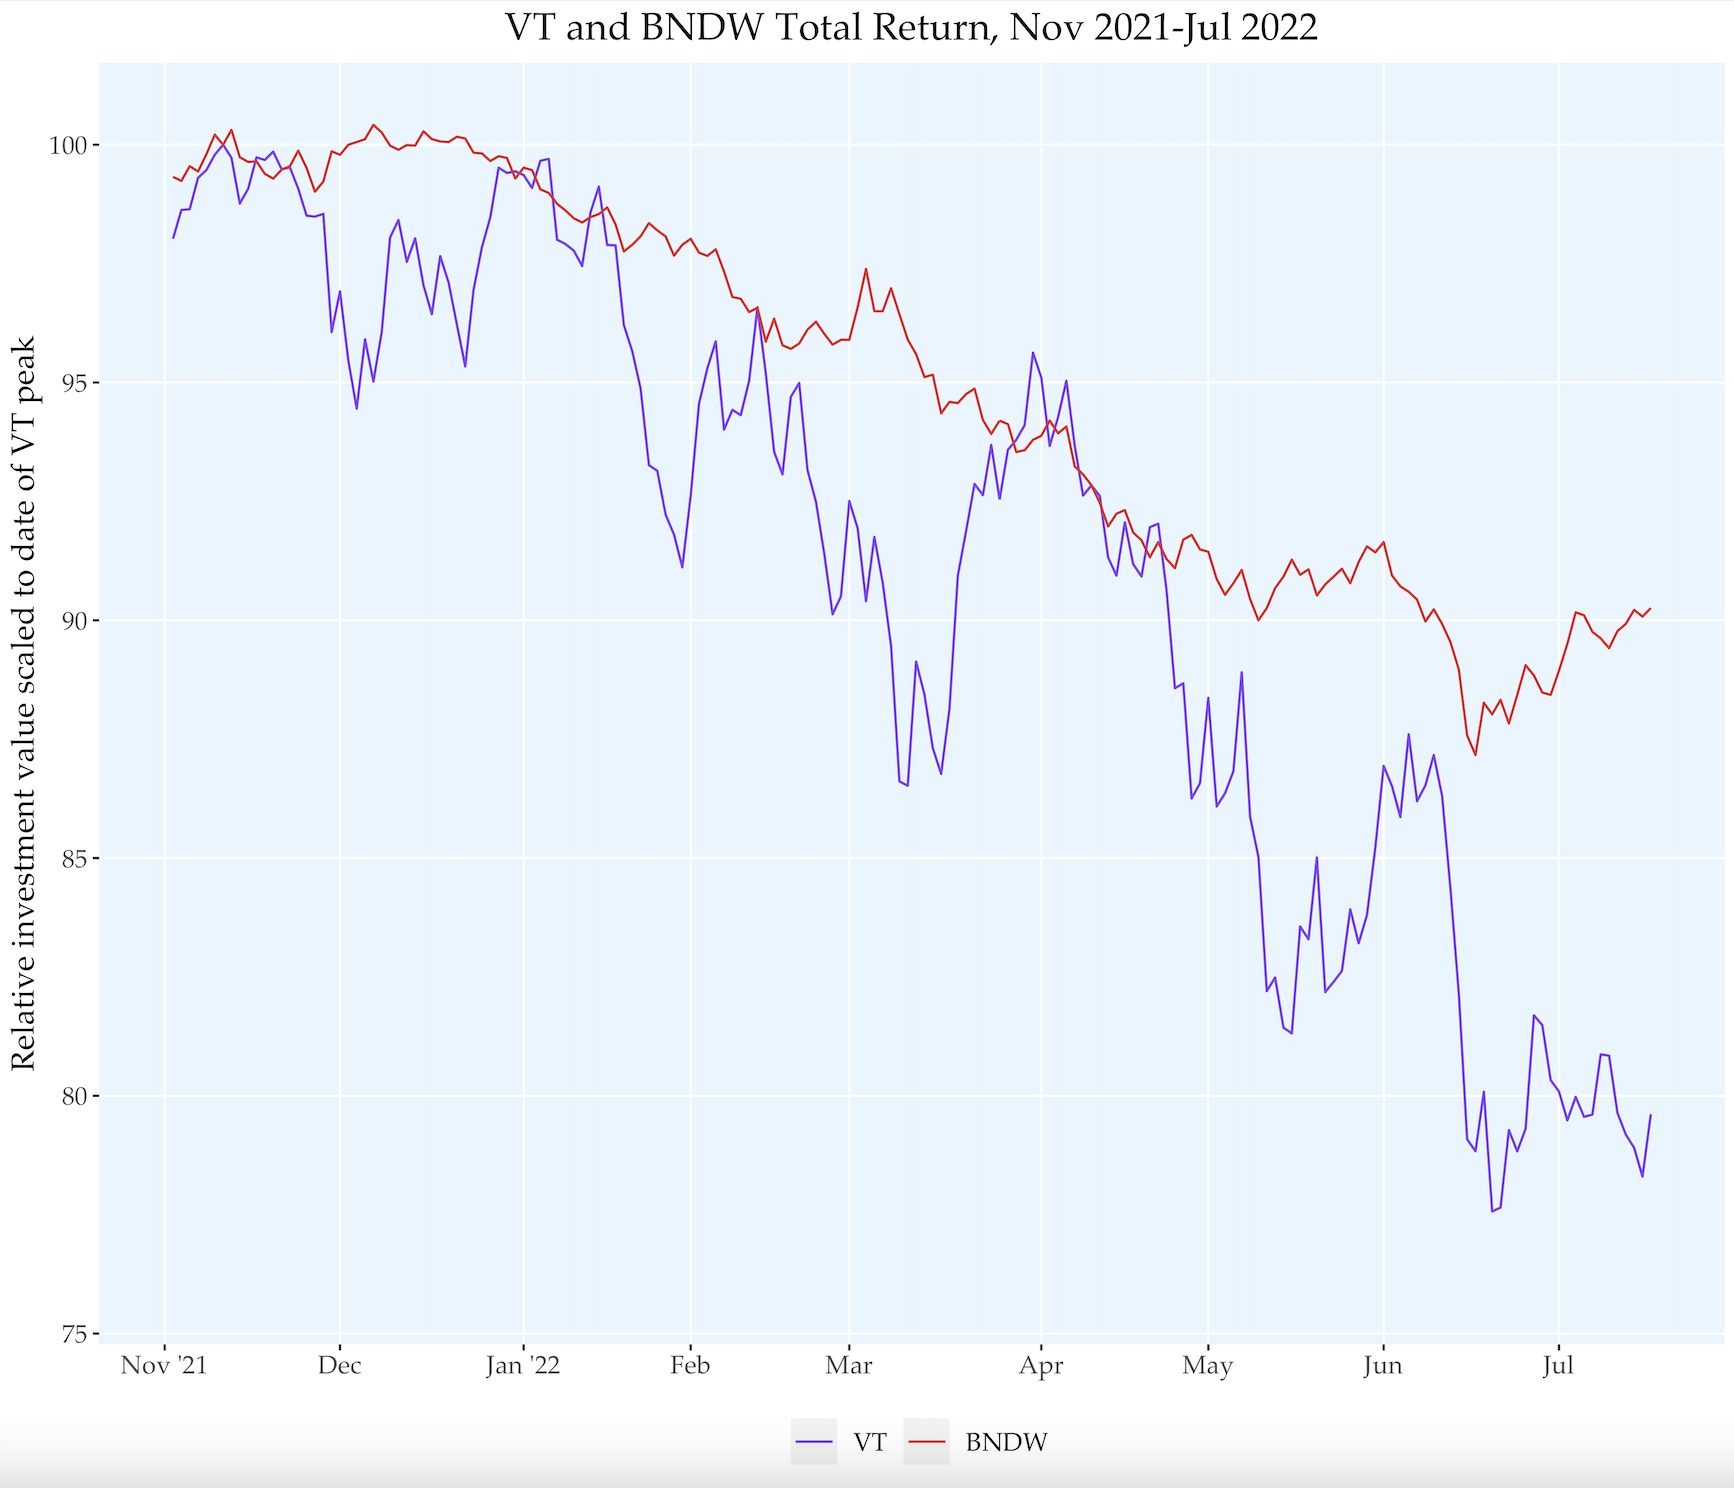 VT and BNDW Total Return, Nov 2021-Jul 2022
Relative investment value scaled to date of VT peak
100
95
90
85
80
75
Nov '21 Dec Jan '22 Feb Mar Apr May Jun Jul
VT BNDW